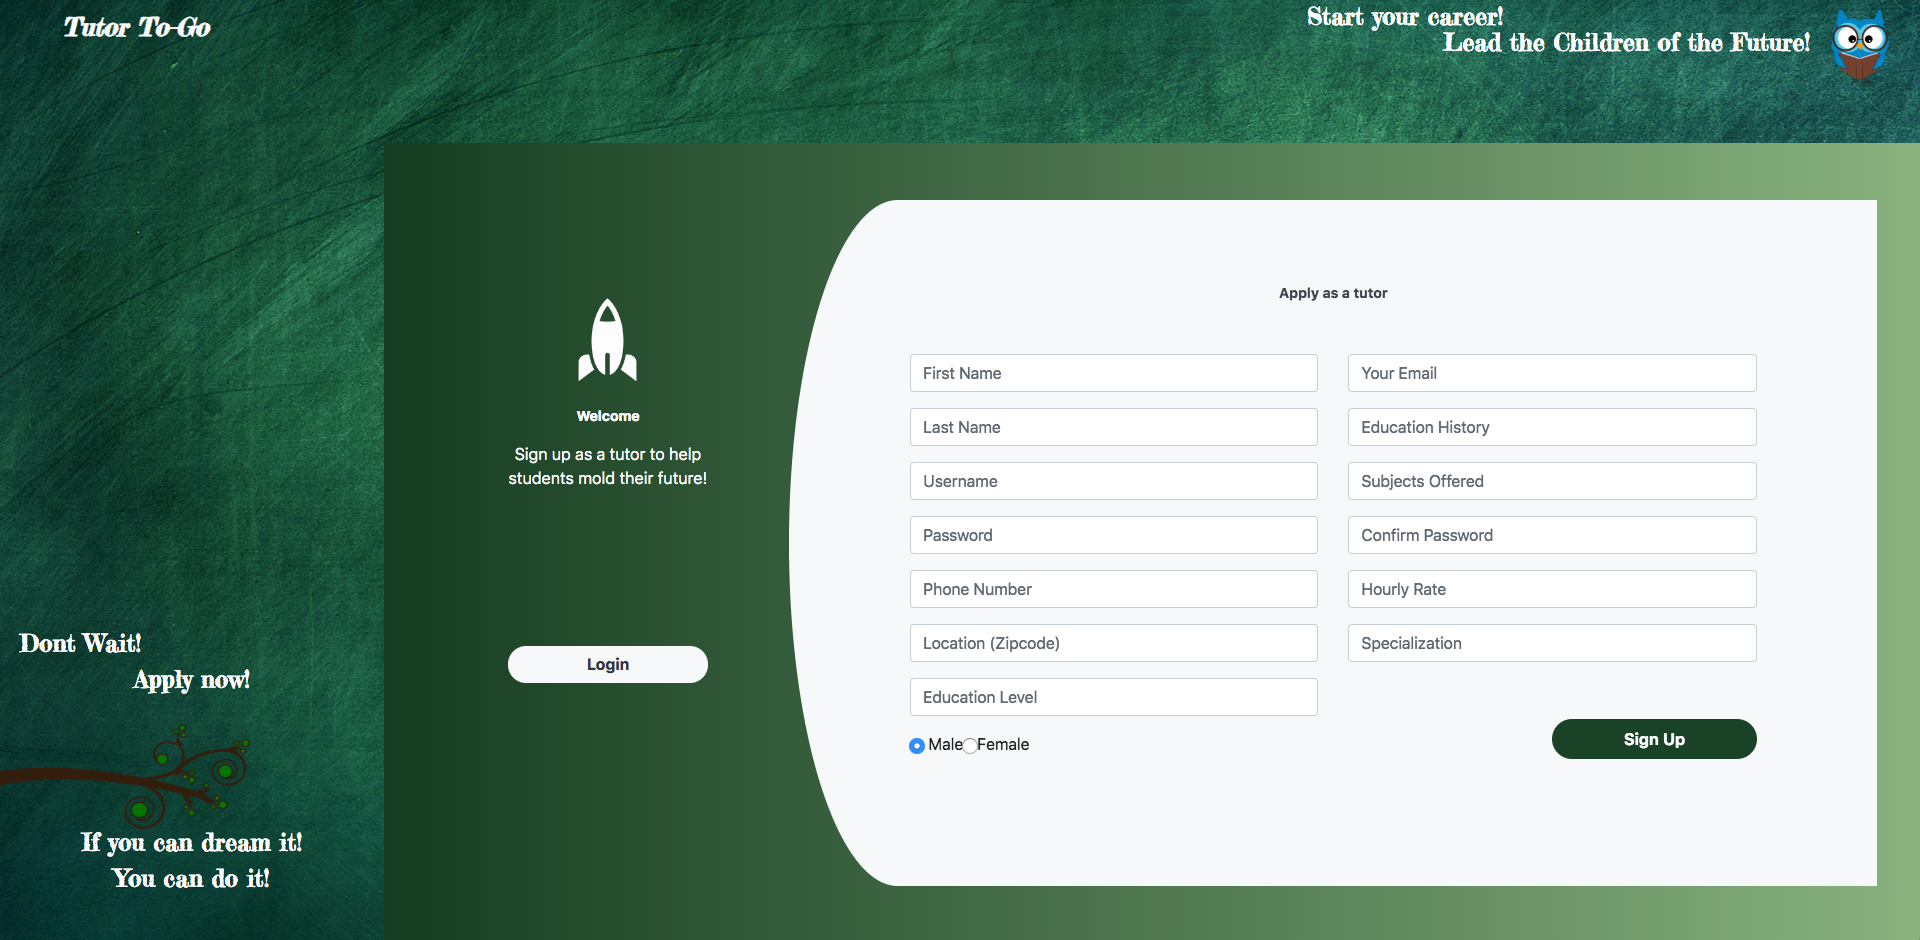 Tutor To-Go
Start your career!
Lead the Children of the Future!
Welcome
Sign up as a tutor to help
students mold their future!
Login
Apply as a tutor
First Name
Your Email
Last Name
Education History
Username
Subjects Offered
Password
Confirm Password
Phone Number
Hourly Rate
Location (Zipcode)
Specialization
Education Level
Male Female
Sign Up
Dont Wait!
Apply now!
If you can dream it!
You can do it!